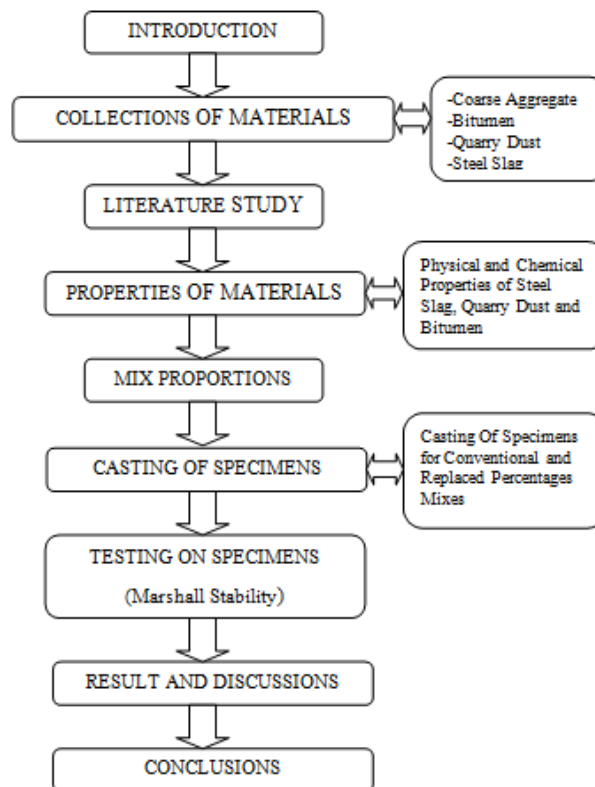 INTRODUCTION
COLLECTIONS OF MATERIALS
-Coarse Aggregate
-Bitumen
-Quarry Dust
-Steel Slag
LITERATURE STUDY
PROPERTIES OF MATERIALS
Physical and Chemical
Properties of Steel
Slag, Quarry Dust and
Bitumen
MIX PROPORTIONS
CASTING OF SPECIMENS
Casting Of Specimens
for Conventional and
Replaced Percentages
Mixes
TESTING ON SPECIMENS
(Marshall Stability)
RESULT AND DISCUSSIONS
CONCLUSIONS